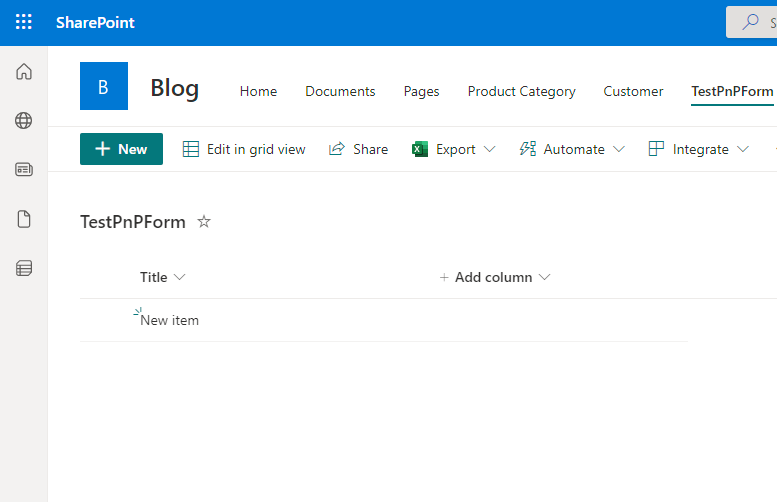 SharePoint
S
B
Blog
Home Documents Pages Product Category Customer TestPnPForm
New Edit in grid view Share Export Automate Integrate
TestPnPForm
Title Add column
New item